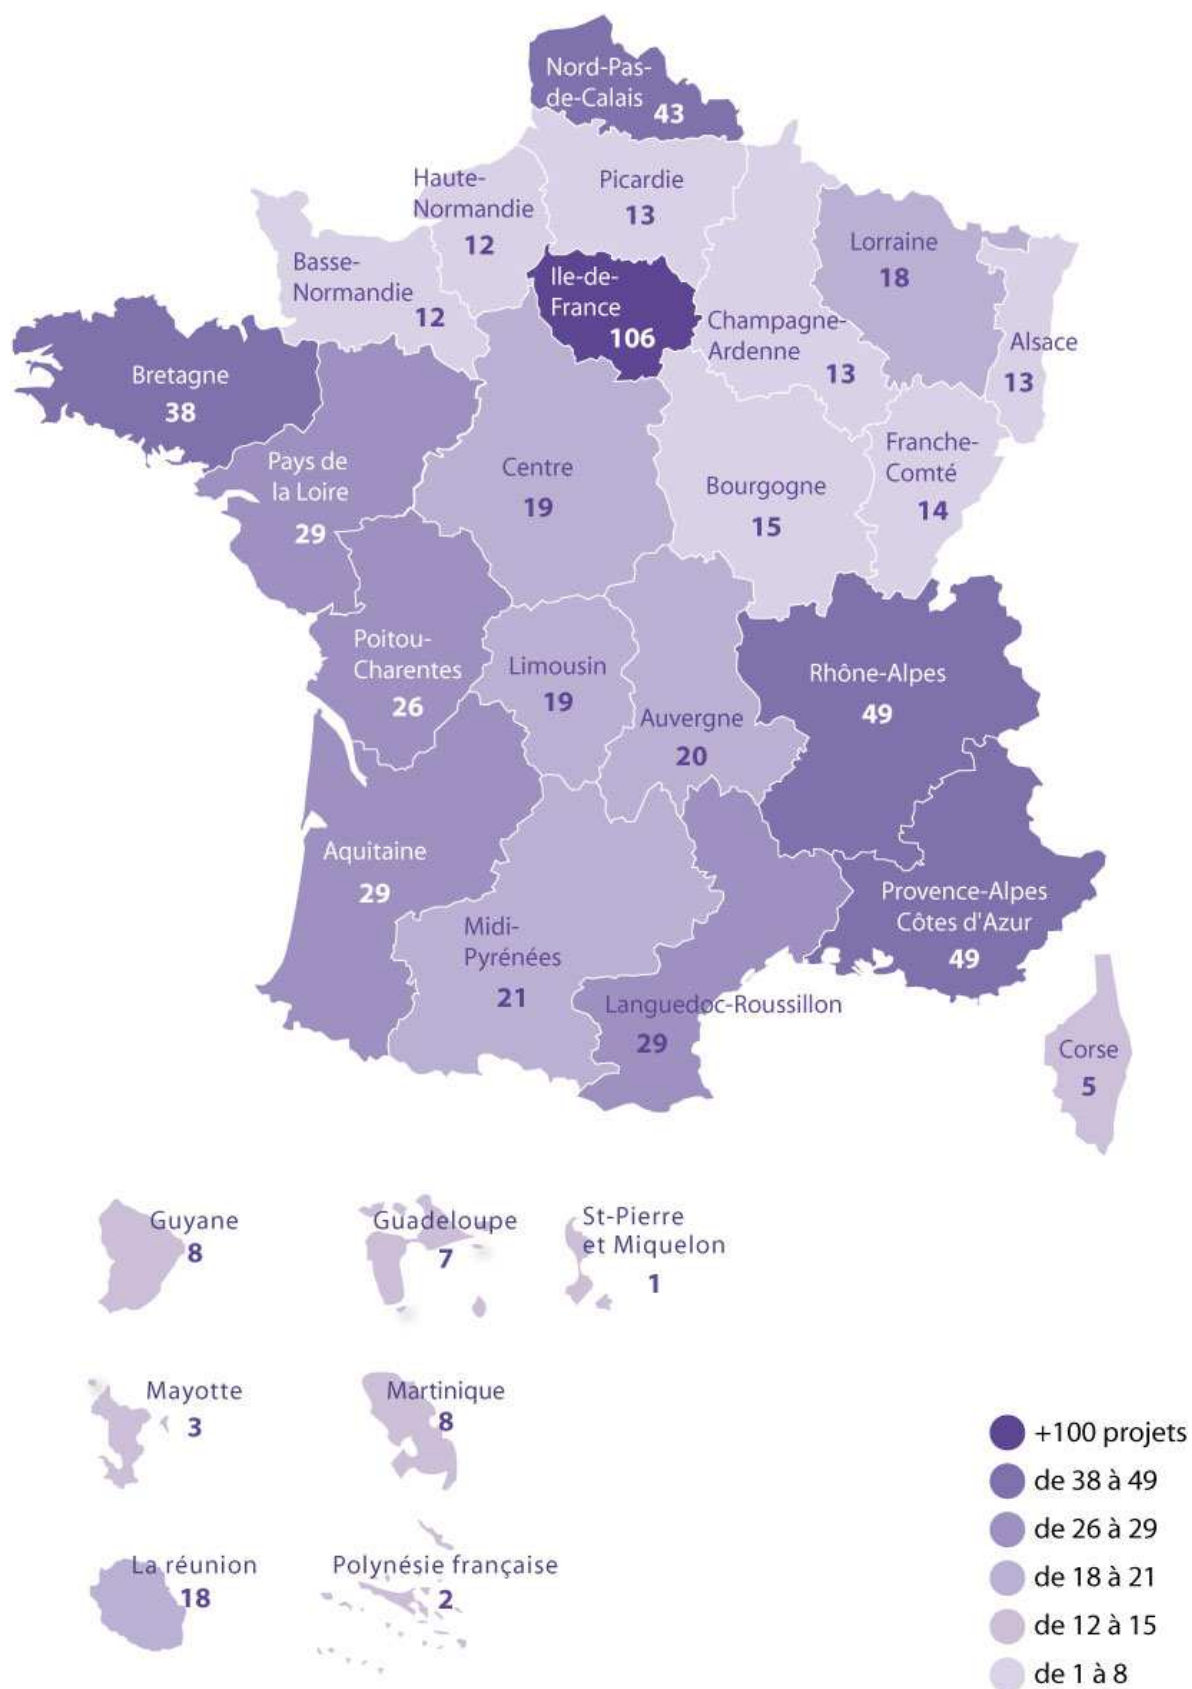 Nord-Pas-
de-Calais 43
Haute-
Normandie
12
Picardie
13
Basse-
Normandie
12
Ile-de-
France
106
Lorraine
18
Champagne-
Ardenne
13
Alsace
13
Bretagne
38
Pays de
la Loire
29
Centre
19
Bourgogne
15
Franche-
Comté
14
Poitou-
Charentes
26
Limousin
19
Auvergne
20
Rhône-Alpes
49
Aquitaine
29
Midi-
Pyrénées
21
Languedoc-Roussillon
29
Provence-Alpes
Côtes d'Azur
49
Corse
5
Guyane
8
Guadeloupe
7
St-Pierre
et Miquelon
1
Mayotte
3
Martinique
8
La réunion
18
Polynésie française
2
+100 projets
de 38 à 49
de 26 à 29
de 18 à 21
de 12 à 15
de 1 à 8